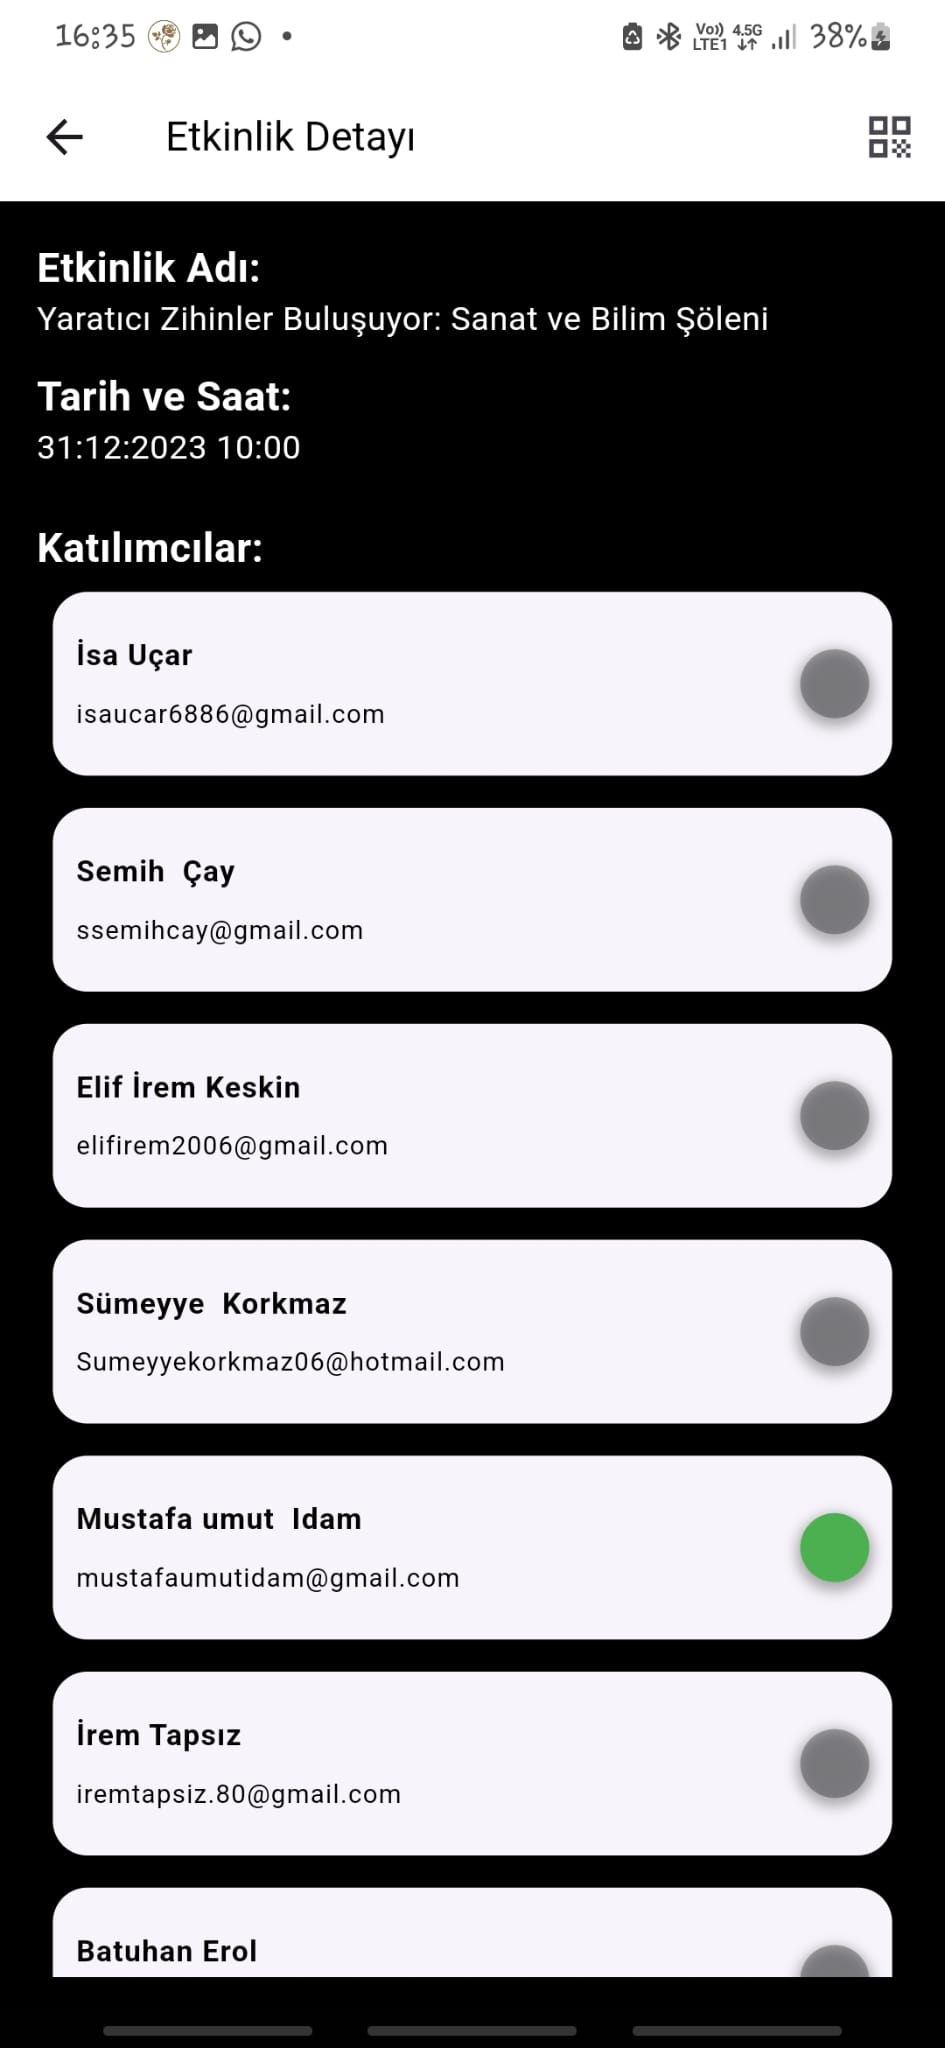 16:35
Vo)) LTE1 4.5G 38%
Etkinlik Detayı
Etkinlik Adı:
Yaratıcı Zihinler Buluşuyor: Sanat ve Bilim Şöleni
Tarih ve Saat:
31:12:2023 10:00
Katılımcılar:
İsa Uçar
isaucar6886@gmail.com
Semih  Çay
ssemihcay@gmail.com
Elif İrem Keskin
elifirem2006@gmail.com
Sümeyye  Korkmaz
Sumeyyekorkmaz06@hotmail.com
Mustafa umut  Idam
mustafaumutidam@gmail.com
İrem Tapsız
iremtapsiz.80@gmail.com
Batuhan Erol